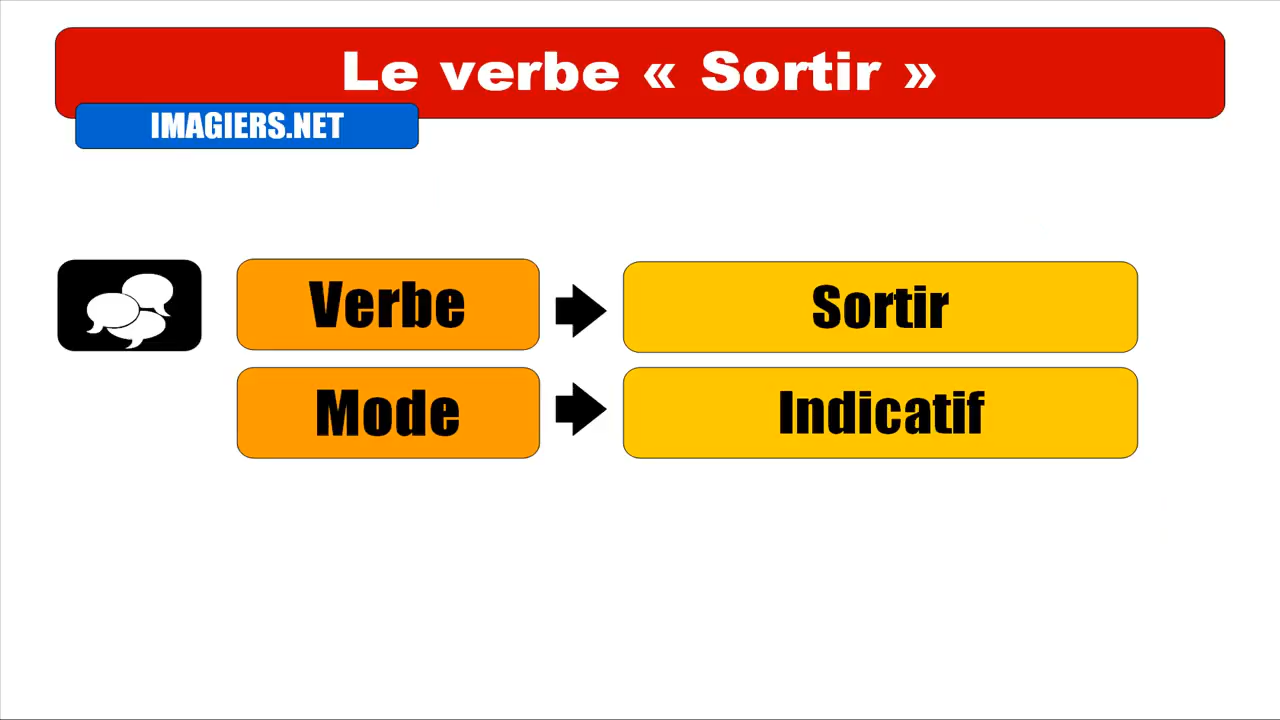 Le verbe « Sortir »
IMAGIERS.NET
Verbe Sortir
Mode Indicatif